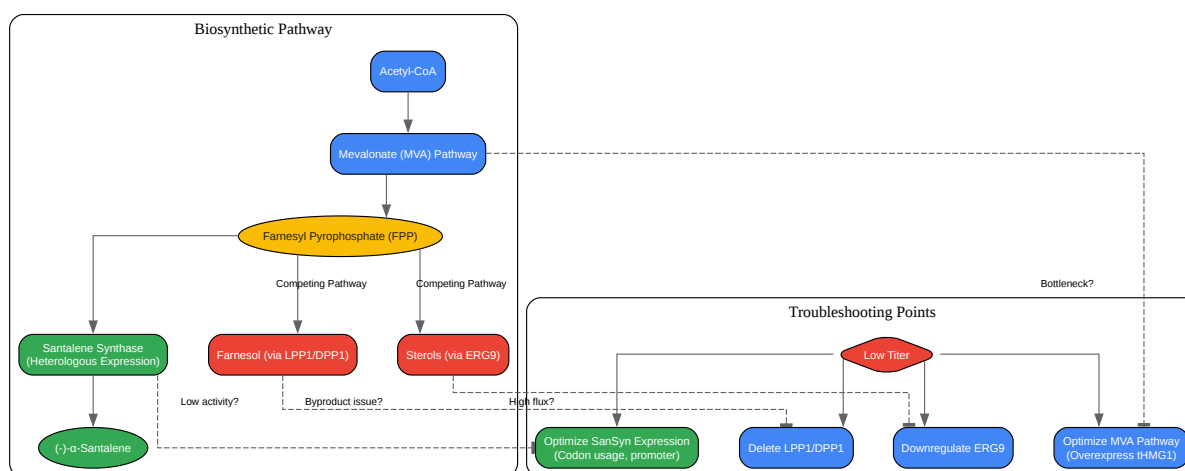 Biosynthetic Pathway
Acetyl-CoA
Mevalonate (MVA) Pathway
Farnesyl Pyrophosphate (FPP)
Competing Pathway
Competing Pathway
Bottleneck?
Troubleshooting Points
Santalene Synthase
(Heterologous Expression)
Farnesol (via LPP1/DPP1)
Sterols (via ERG9)
Low Titer
Low activity?
Byproduct issue?
High flux?
(-)-α-Santalene
Optimize SanSyn Expression
(Codon usage, promoter)
Delete LPP1/DPP1
Downregulate ERG9
Optimize MVA Pathway
(Overexpress tHMG1)